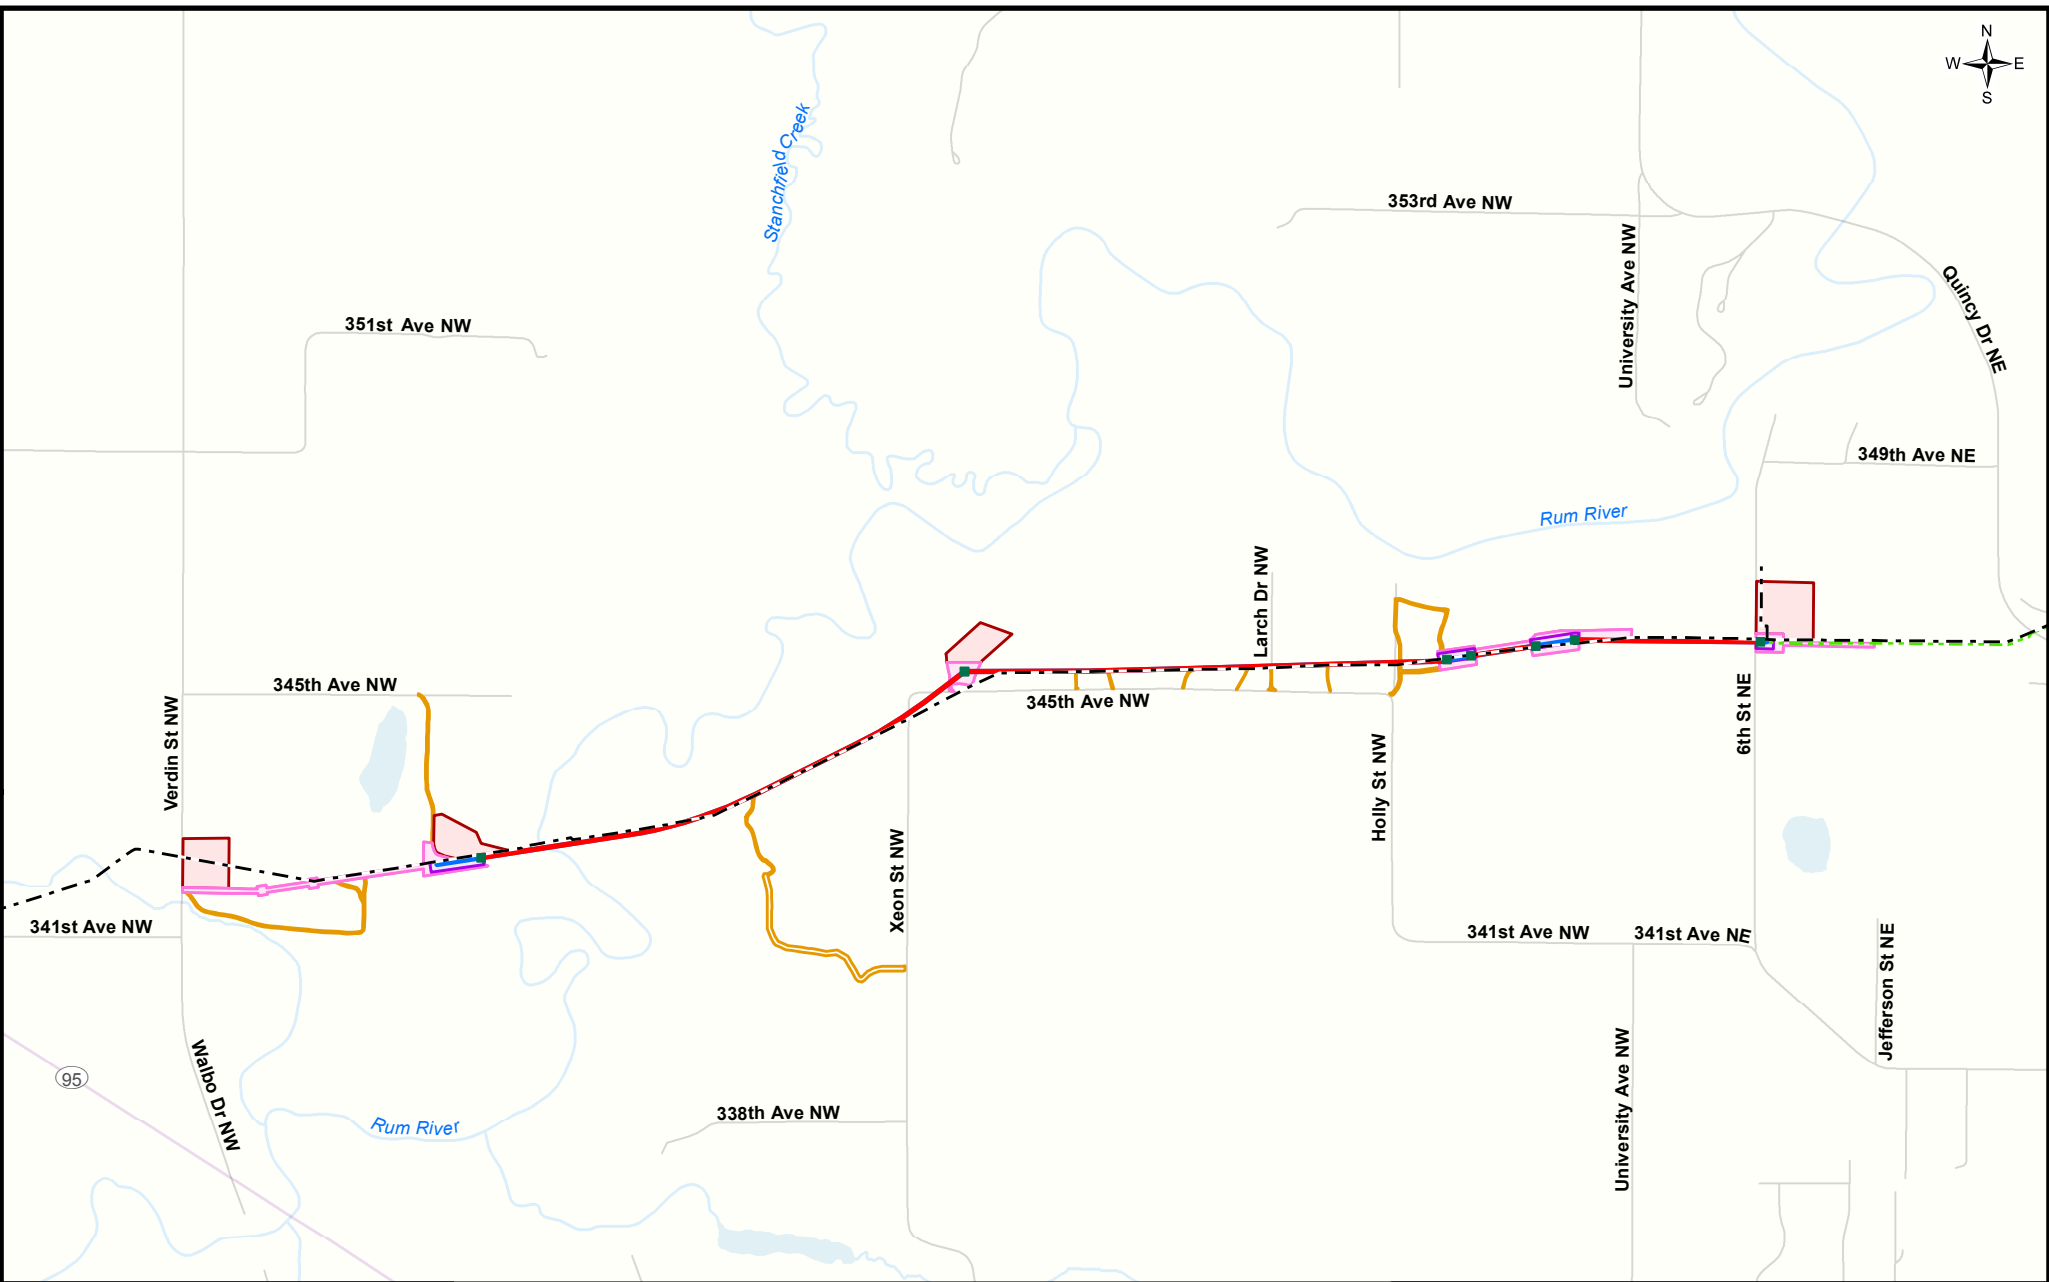 N
W E
S
Stanchfield Creek
353rd Ave NW
University Ave NW
Quincy Dr NE
351st Ave NW
349th Ave NE
Rum River
Larch Dr NW
345th Ave NW
345th Ave NW
Verdin St NW
6th St NE
Holly St NW
Xeon St NW
341st Ave NW
341st Ave NW
341st Ave NE
Jefferson St NE
Walbo Dr NW
95
University Ave NW
338th Ave NW
Rum River